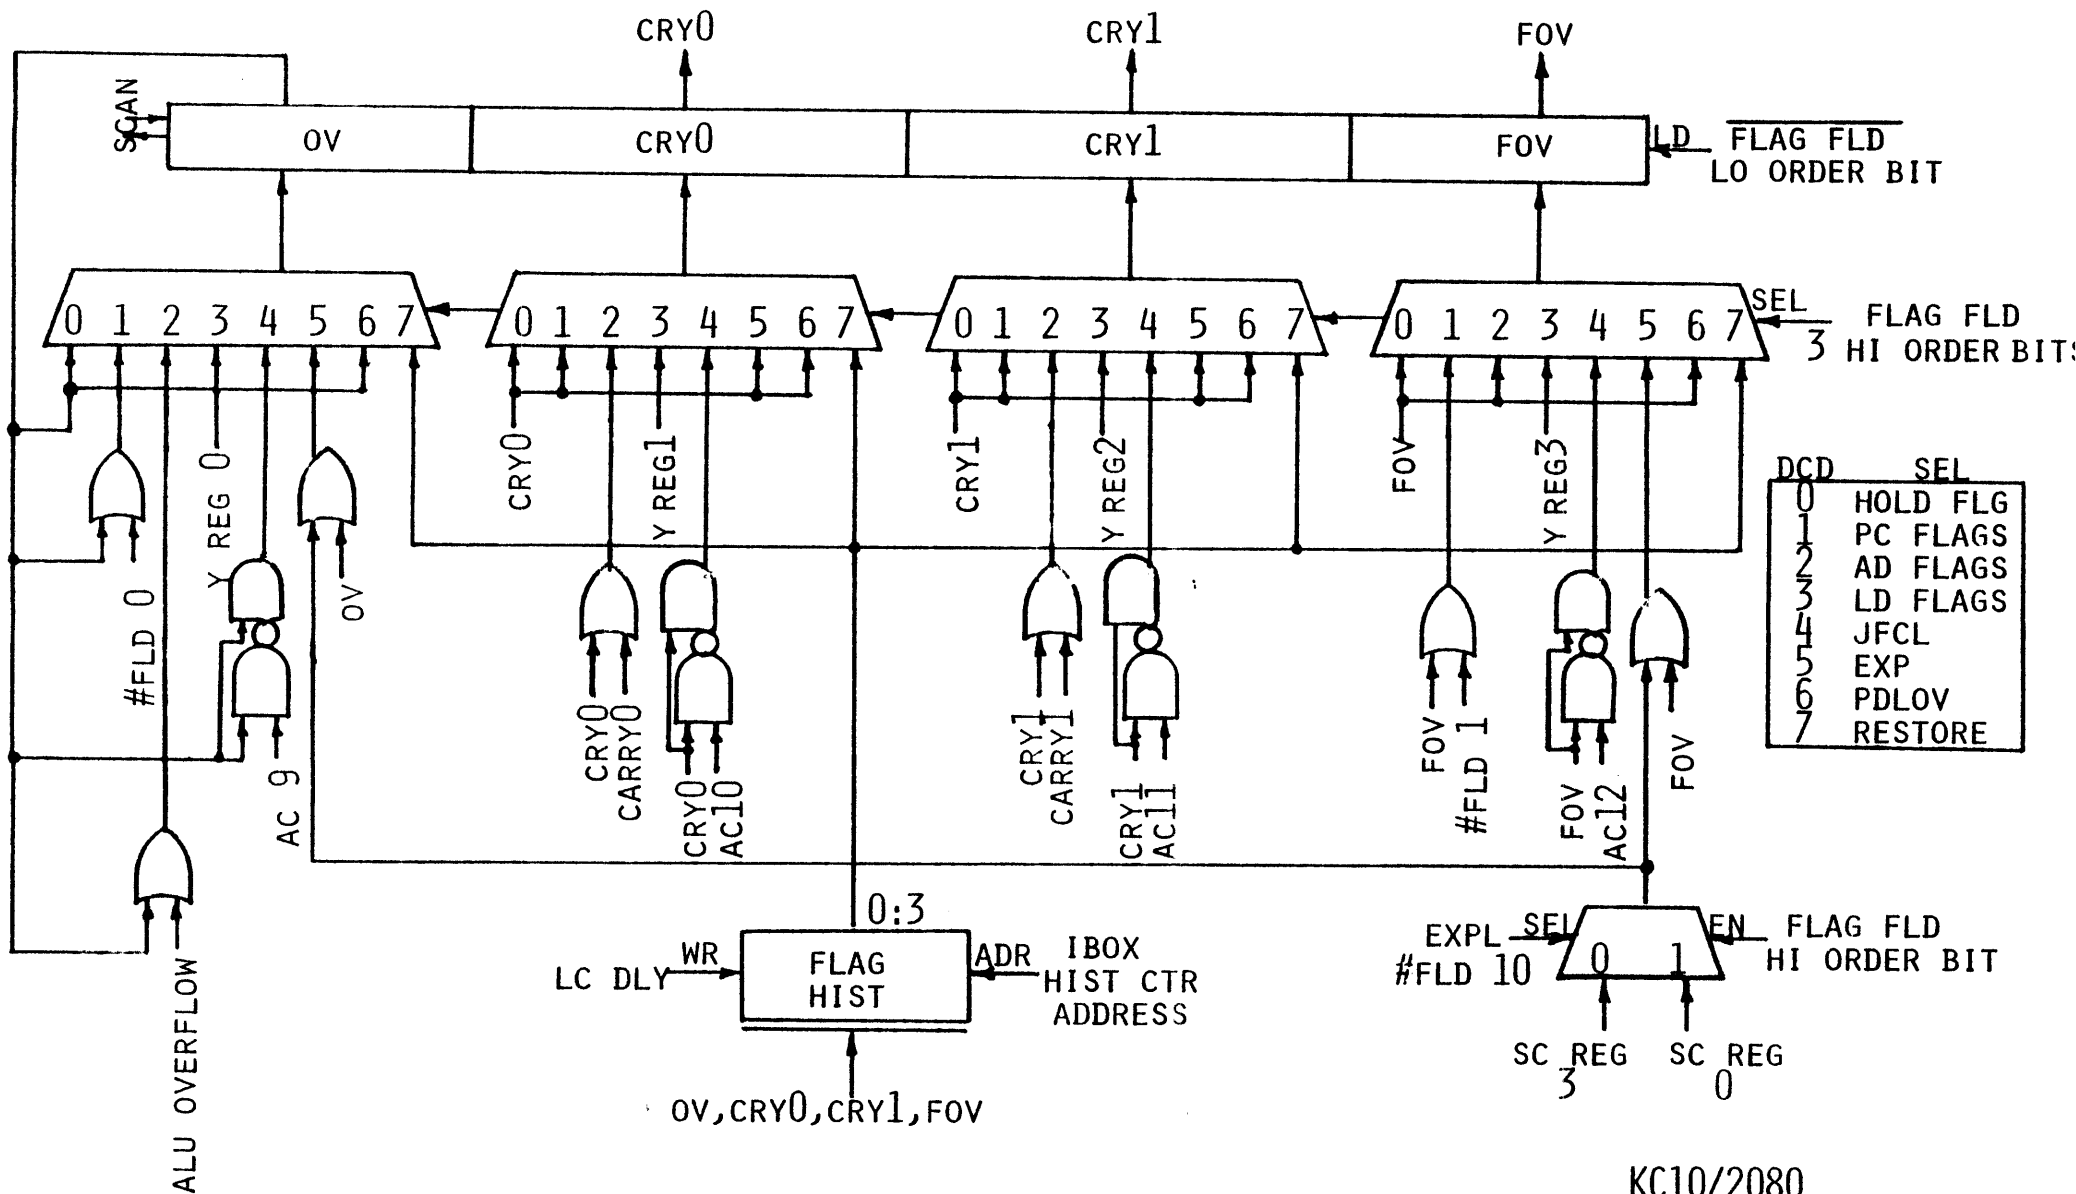 CRY0
CRY1
FOV
SCAN
OV
CRY0
CRY1
FOV
LD
FLAG FLD
LO ORDER BIT
0 1 2 3 4 5 6 7
0 1 2 3 4 5 6 7
0 1 2 3 4 5 6 7
0 1 2 3 4 5 6 7
SEL
3
FLAG FLD
HI ORDER BITS
#FLD 0
Y REG 0
AC 9
OV
ALU OVERFLOW
CRY0
Y REG1
CRY0
CARRY0
CRY0
AC10
CRY1
Y REG2
CRY1
CARRY1
CRY1
AC11
FOV
Y REG3
FOV
#FLD 1
FOV
AC12
FOV
DCD SEL
0 HOLD FLG
1 PC FLAGS
2 AD FLAGS
3 LD FLAGS
4 JFCL
5 EXP
6 PDLOV
7 RESTORE
0:3
LC DLY
WR
FLAG
HIST
ADR
IBOX
HIST CTR
ADDRESS
OV,CRY0,CRY1,FOV
EXPL
#FLD 10
SEL
0 1
EN
FLAG FLD
HI ORDER BIT
SC REG
3
SC REG
0
KC10/2080